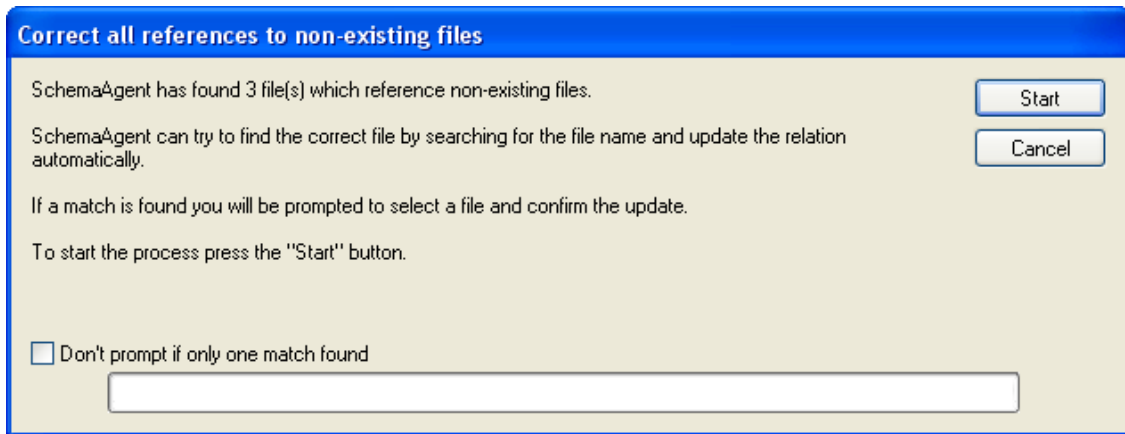 Correct all references to non-existing files
SchemaAgent has found 3 file(s) which reference non-existing files.
Start
SchemaAgent can try to find the correct file by searching for the file name and update the relation
automatically.
Cancel
If a match is found you will be prompted to select a file and confirm the update.
To start the process press the "Start" button.
Don't prompt if only one match found